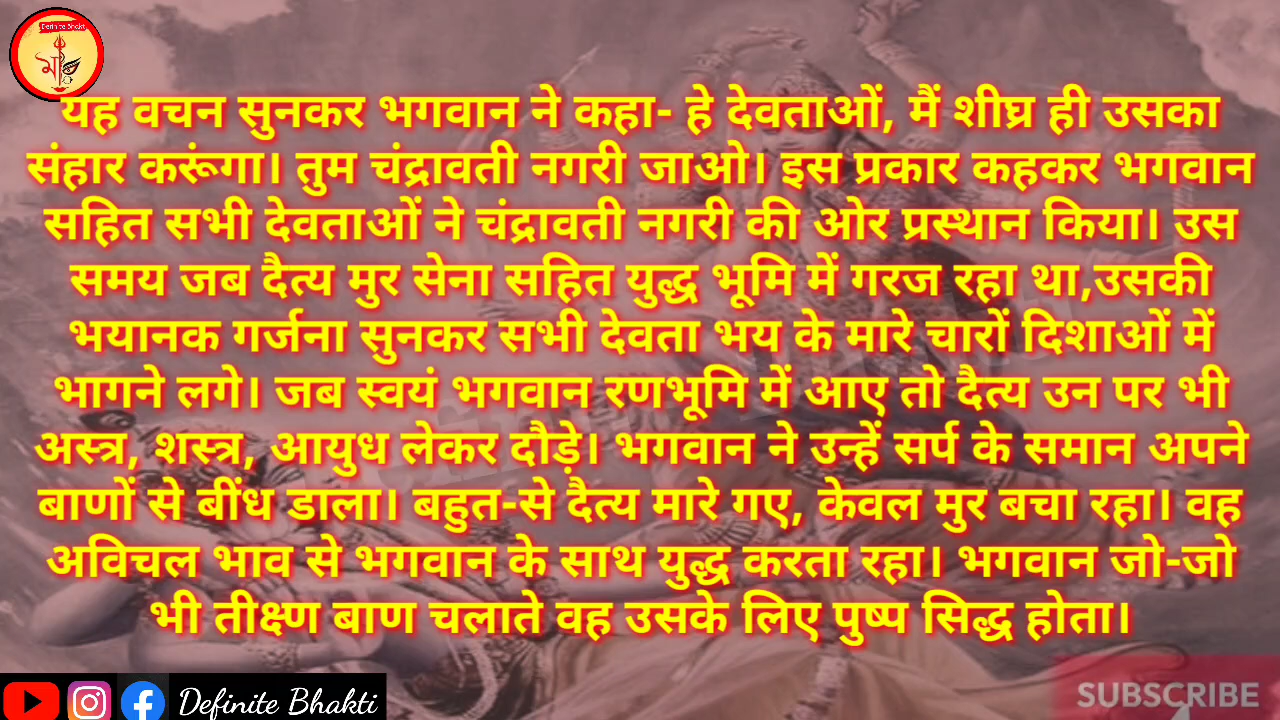 Definite Bhakt
यह वचन सुनकर भगवान ने कहा- हे देवताओं, मैं शीघ्र ही उसका
संहार करूंगा। तुम चंद्रावती नगरी जाओ। इस प्रकार कहकर भगवान
सहित सभी देवताओं ने चंद्रावती नगरी की ओर प्रस्थान किया। उस
समय जब दैत्य मुर सेना सहित युद्ध भूमि में गरज रहा था,उसकी
भयानक गर्जना सुनकर सभी देवता भय के मारे चारों दिशाओं में
भागने लगे। जब स्वयं भगवान रणभूमि में आए तो दैत्य उन पर भी
अस्त्र, शस्त्र, आयुध लेकर दौड़े। भगवान ने उन्हें सर्प के समान अपने
बाणों से बींध डाला। बहुत-से दैत्य मारे गए, केवल मुर बचा रहा। वह
अविचल भाव से भगवान के साथ युद्ध करता रहा। भगवान जो-जो
भी तीक्ष्ण बाण चलाते वह उसके लिए पुष्प सिद्ध होता।
Definite Bhakti
SUBSCRIBE